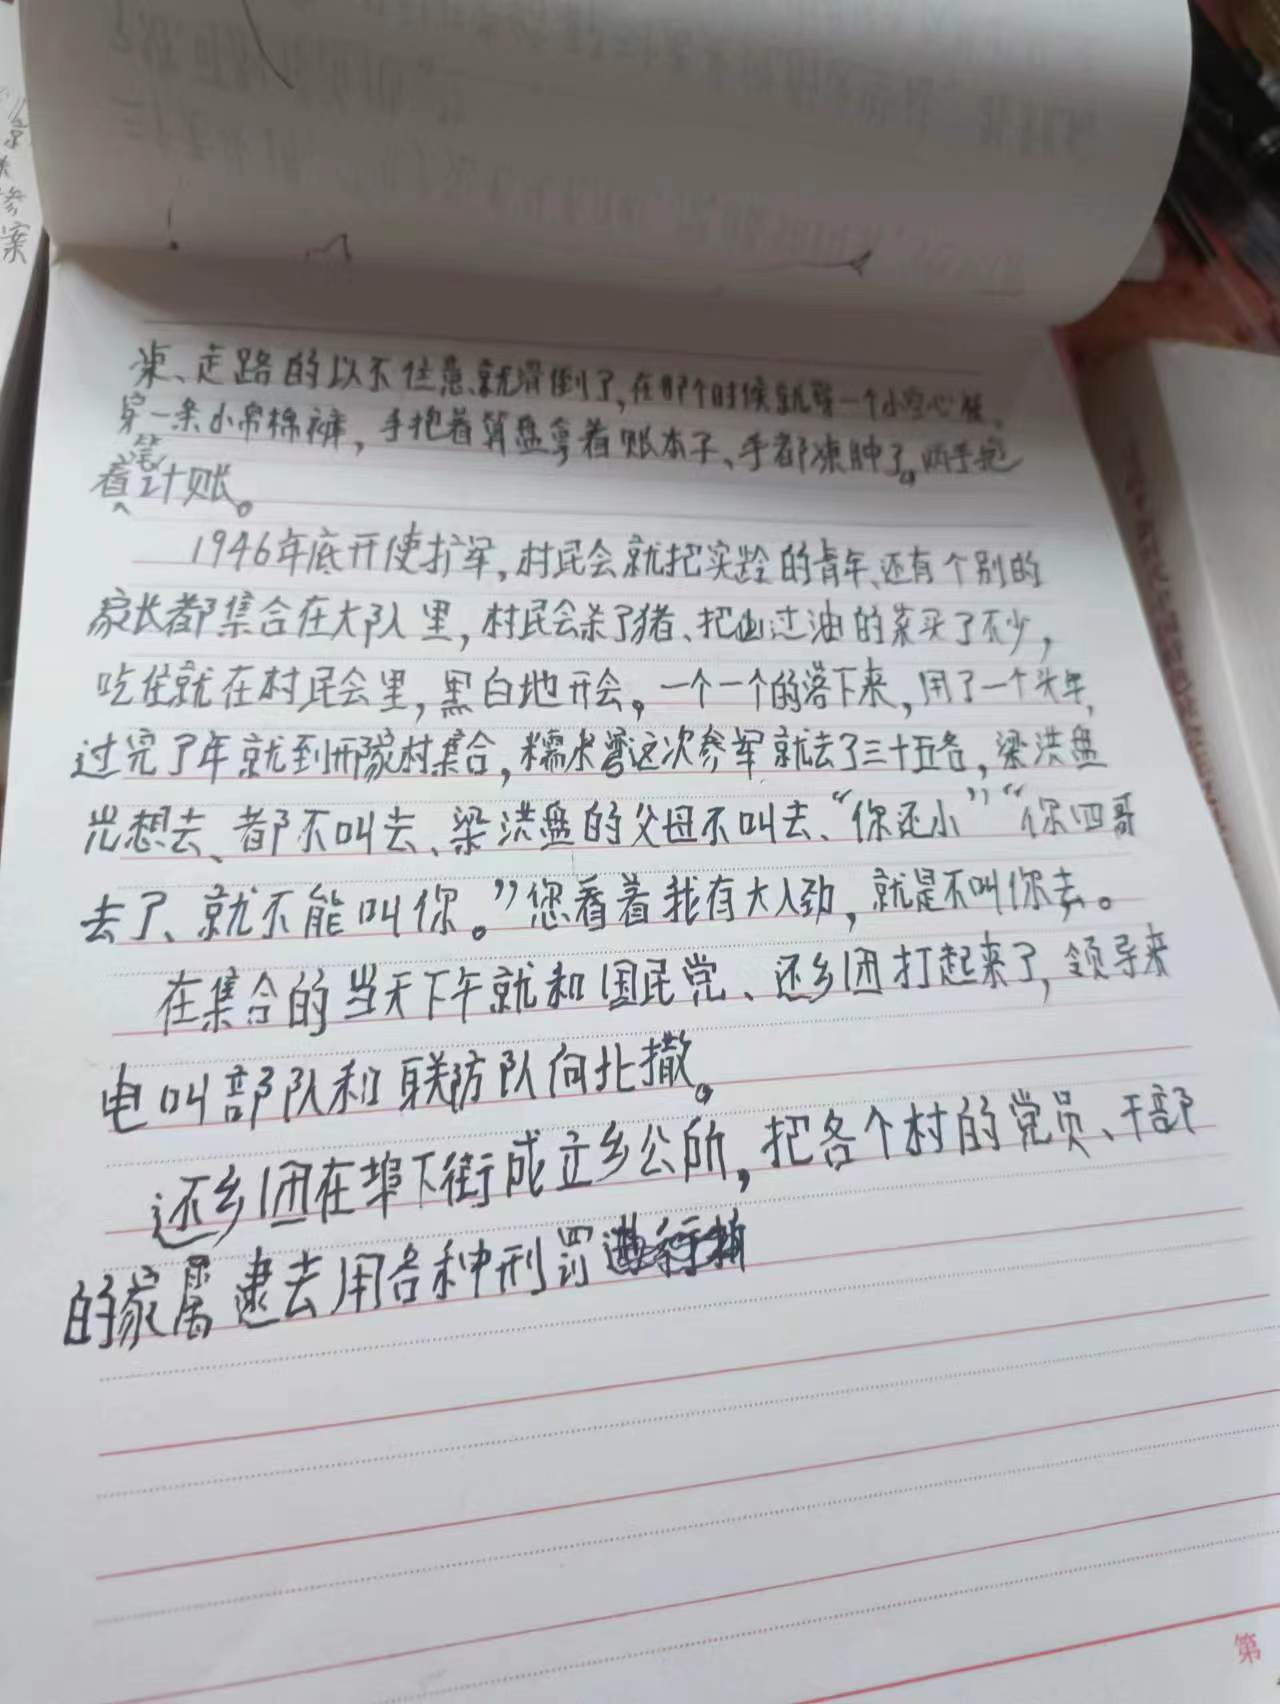 走路的以不住意就滑倒了,在那个时候就穿一个小空心袄,
穿一条小常棉裤,手抱着算盘拿着账本子、手都冻肿了。两手抱
着笔计账。
1946年底开使扩军,村民会就把实龄的青年、还有个别的
家长都集合在大队里,村民会杀了猪、把出过油的菜买了不少,
吃住就在村民会里,黑白地开会。一个一个的落下来,用了一个头年,
过完了年就到邢家村集合,糯米湾这次参军就去了三十五名,梁洪盘
岂想去、都不叫去、梁洪盘的父母不叫去、“你还小”“你四哥
去了、就不能叫你。”您看着我有大人劲,就是不叫你去。
在集合的当天下午就和国民党、还乡团打起来了,领导来
电叫部队和联防队向北撤。
还乡团在埠下街成立乡公所,把各个村的党员、干部
的家属逮去用各种刑罚
第